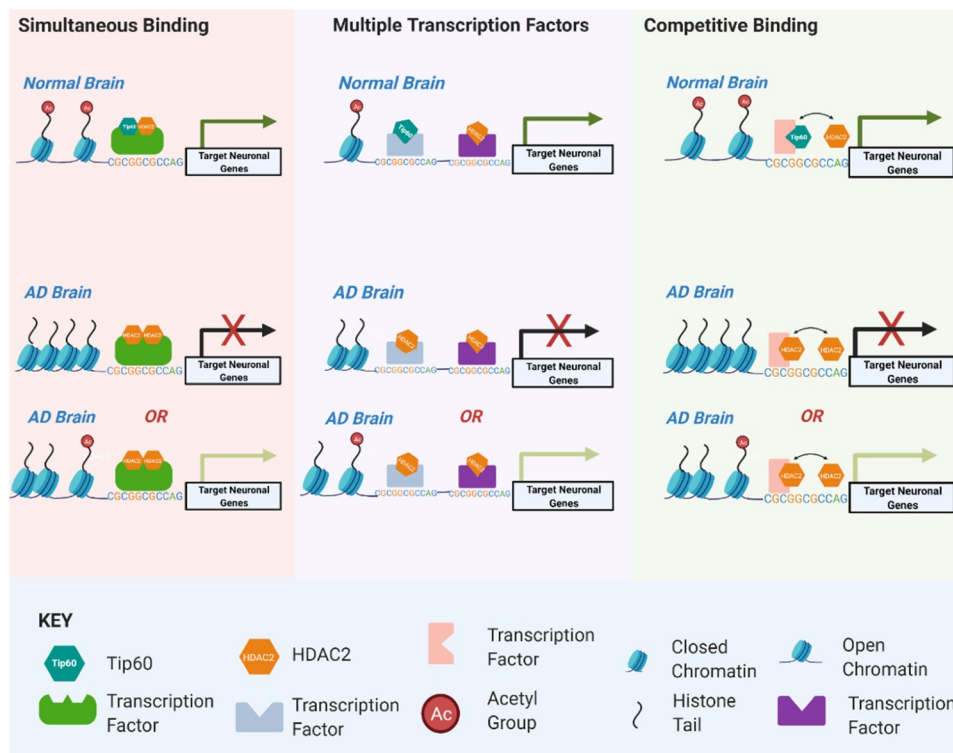 Simultaneous Binding
Normal Brain
Ac Ac
Tip60 HDAC2
CGCGGCGCCAG
Target Neuronal
Genes
AD Brain
HDAC2 HDAC2
X
CGCGGCGCCAG
Target Neuronal
Genes
AD Brain OR
Ac
HDAC2 HDAC2
CGCGGCGCCAG
Target Neuronal
Genes
Multiple Transcription Factors
Normal Brain
Ac
Tip60 HDAC2
CGCGGCGCCAG CGCGGCGCCAG
Target Neuronal
Genes
AD Brain
HDAC2 HDAC2
X
CGCGGCGCCAG CGCGGCGCCAG
Target Neuronal
Genes
AD Brain OR
Ac
HDAC2 HDAC2
CGCGGCGCCAG CGCGGCGCCAG
Target Neuronal
Genes
Competitive Binding
Normal Brain
Ac Ac
Tip60 HDAC2
CGCGGCGCCAG
Target Neuronal
Genes
AD Brain
HDAC2 HDAC2
X
CGCGGCGCCAG
Target Neuronal
Genes
AD Brain OR
Ac
HDAC2 HDAC2
CGCGGCGCCAG
Target Neuronal
Genes
KEY
Tip60 Tip60
HDAC2 HDAC2
Transcription
Factor
Closed
Chromatin
Open
Chromatin
Transcription
Factor
Transcription
Factor
Ac Acetyl
Group
Histone
Tail
Transcription
Factor